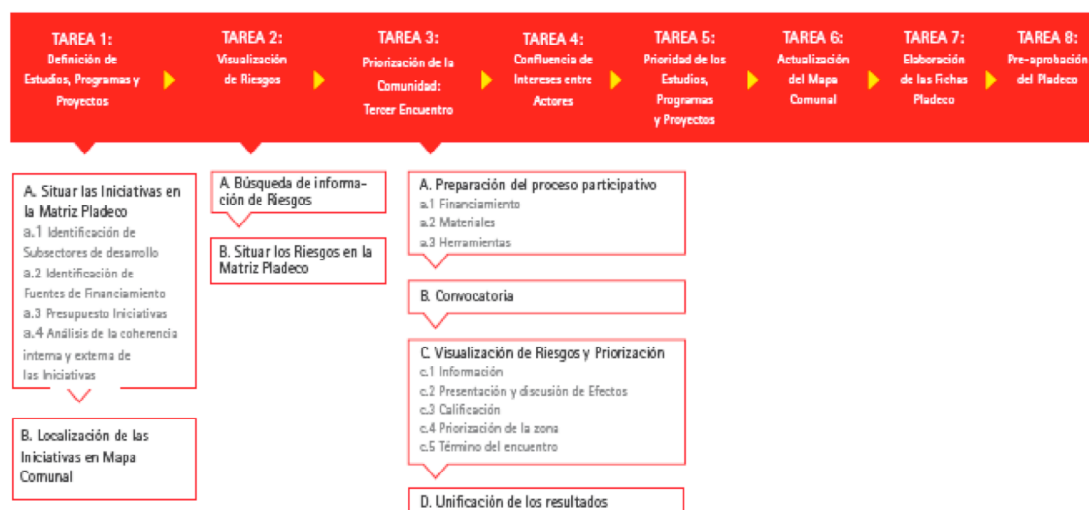 TAREA 1:
Definición de
Estudios, Programas y
Proyectos
TAREA 2:
Visualización
de Riesgos
TAREA 3:
Priorización de la
Comunidad:
Tercer Encuentro
TAREA 4:
Confluencia de
Intereses entre
Actores
TAREA 5:
Prioridad de los
Estudios,
Programas
y Proyectos
TAREA 6:
Actualización
del Mapa
Comunal
TAREA 7:
Elaboración
de las Fichas
Pladeco
TAREA 8:
Pre-aprobación
del Pladeco
A. Situar las Iniciativas en
la Matriz Pladeco
a.1 Identificación de
Subsectores de desarrollo
a.2 Identificación de
Fuentes de Financiamiento
a.3 Presupuesto Iniciativas
a.4 Análisis de la coherencia
interna y externa de
las Iniciativas
B. Localización de las
Iniciativas en Mapa
Comunal
A. Búsqueda de informa-
ción de Riesgos
B. Situar los Riesgos en la
Matriz Pladeco
A. Preparación del proceso participativo
a.1 Financiamiento
a.2 Materiales
a.3 Herramientas
B. Convocatoria
C. Visualización de Riesgos y Priorización
c.1 Información
c.2 Presentación y discusión de Efectos
c.3 Calificación
c.4 Priorización de la zona
c.5 Término del encuentro
D. Unificación de los resultados